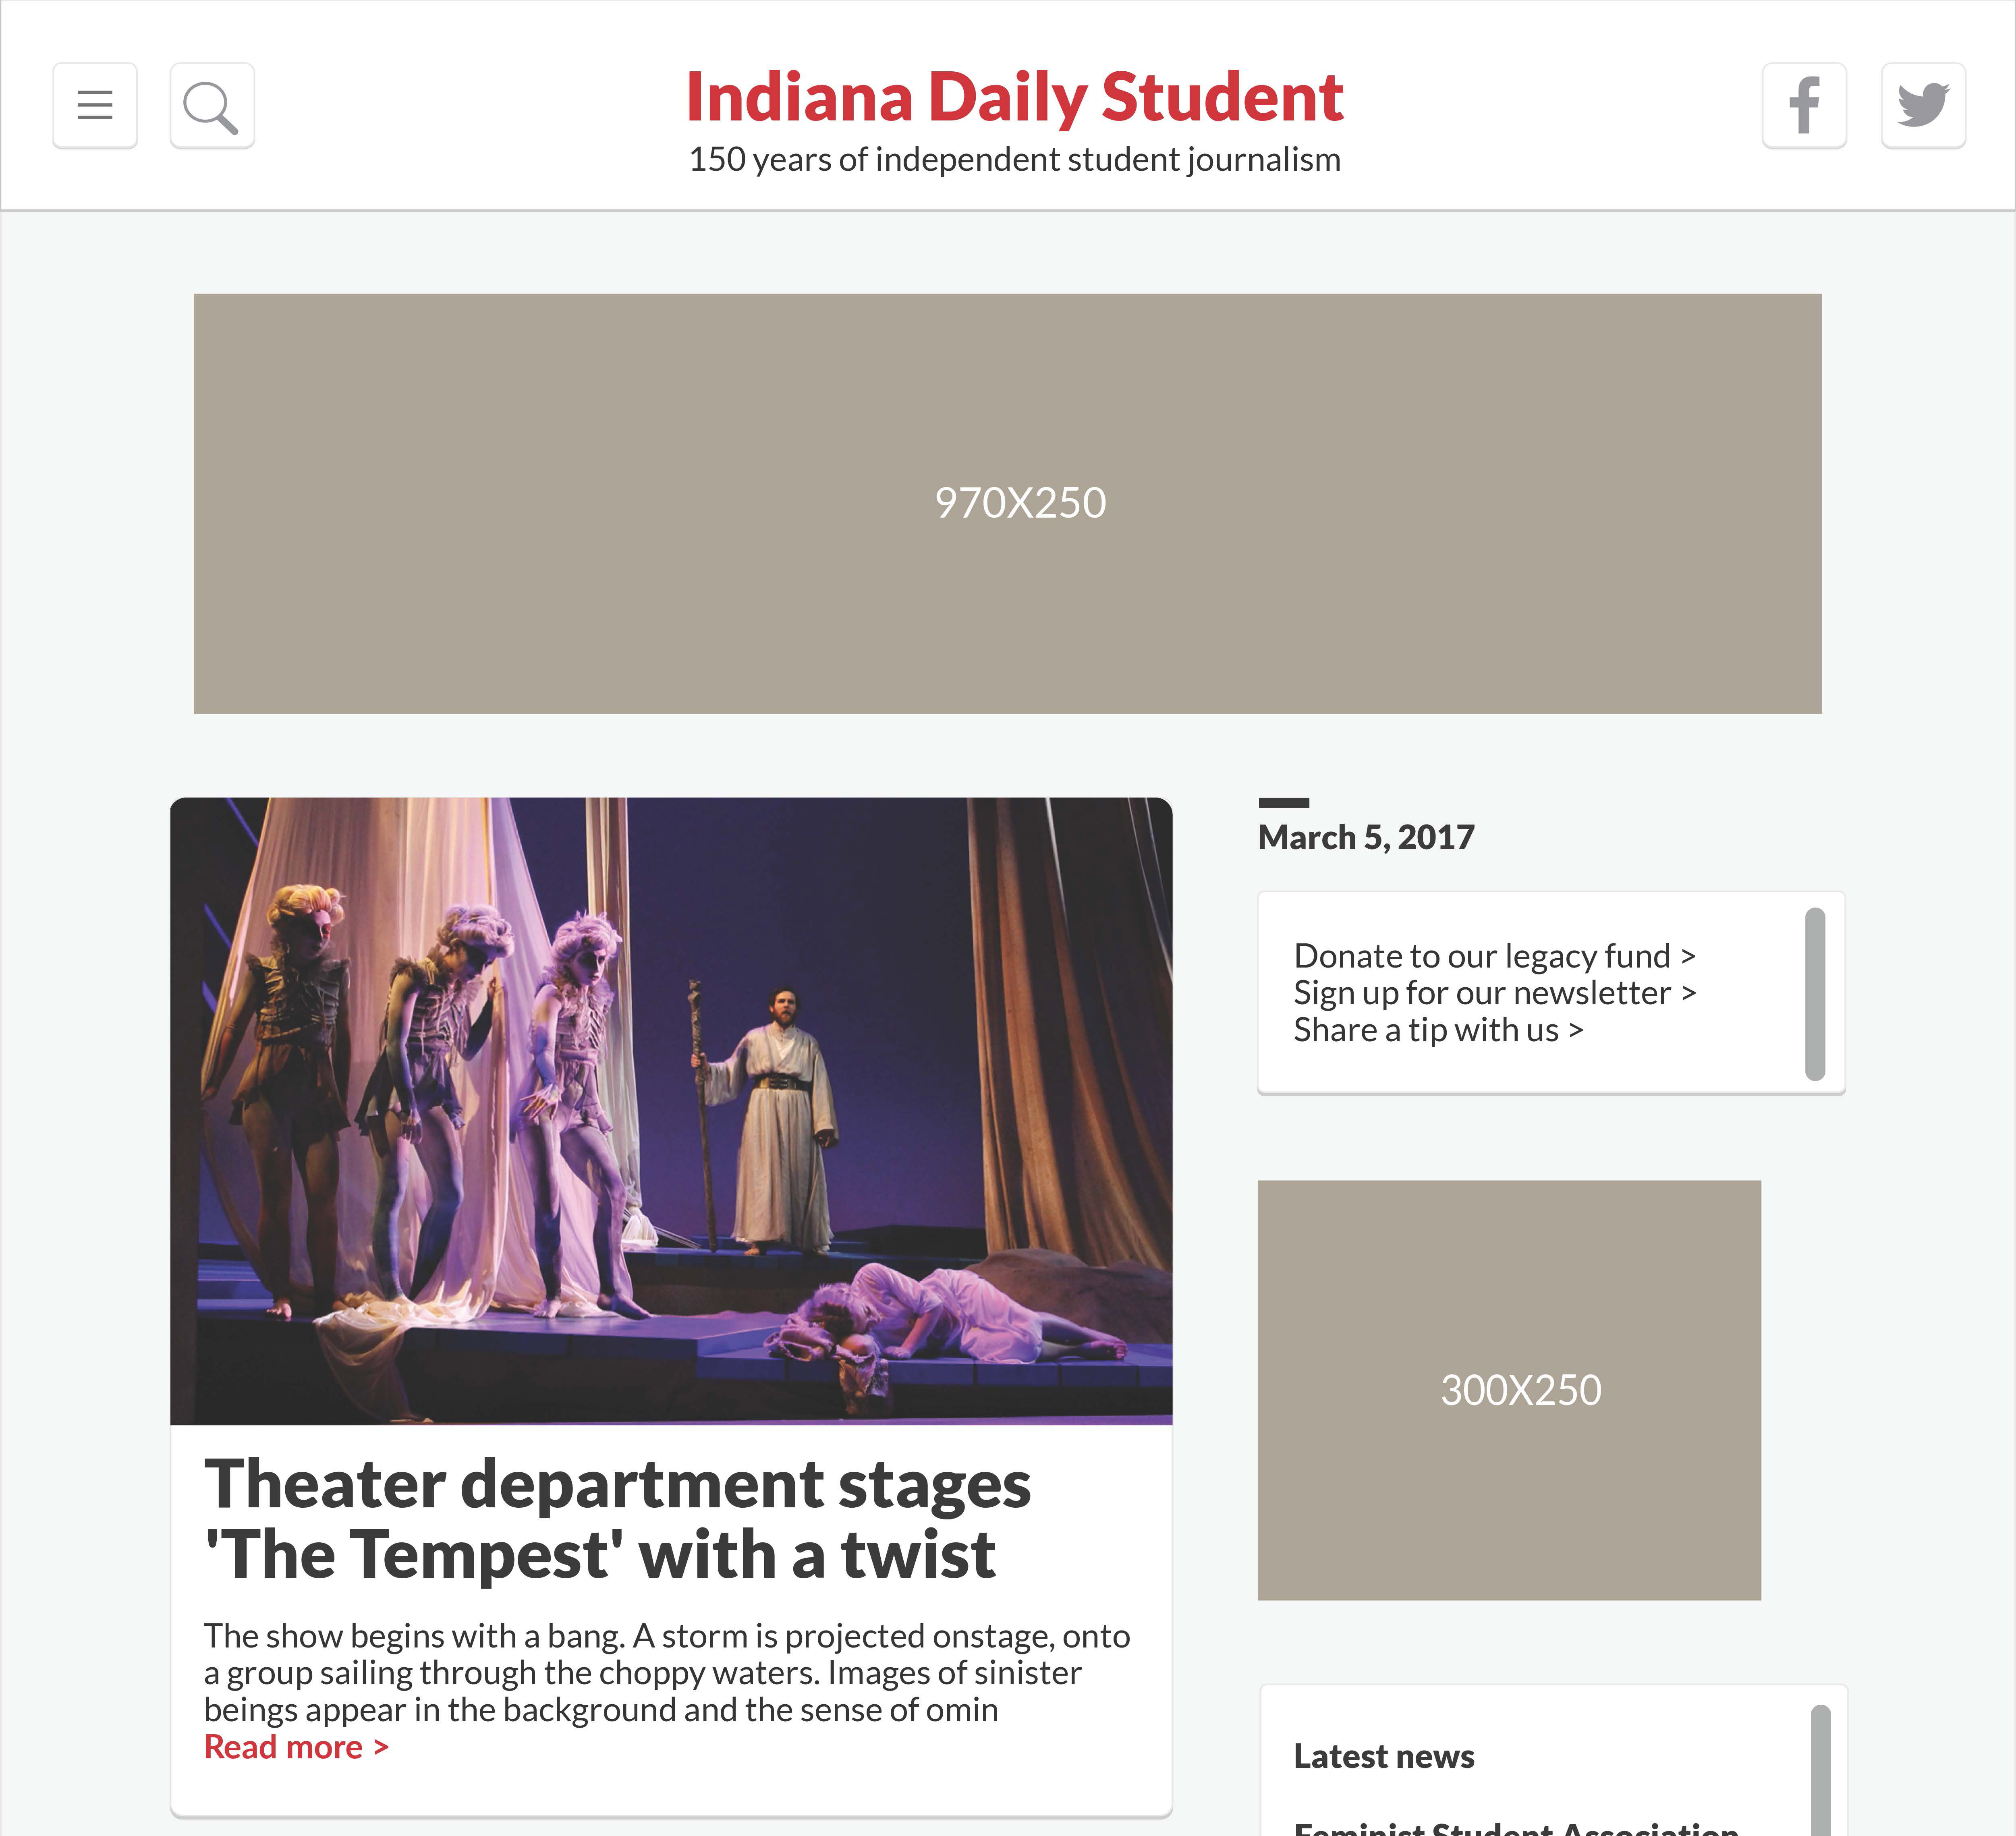 Indiana Daily Student
150 years of independent student journalism
970X250
Theater department stages
'The Tempest' with a twist
The show begins with a bang. A storm is projected onstage, onto
a group sailing through the choppy waters. Images of sinister
beings appear in the background and the sense of omin
Read more >
March 5, 2017
Donate to our legacy fund >
Sign up for our newsletter >
Share a tip with us >
300X250
Latest news
Feminist Student Association